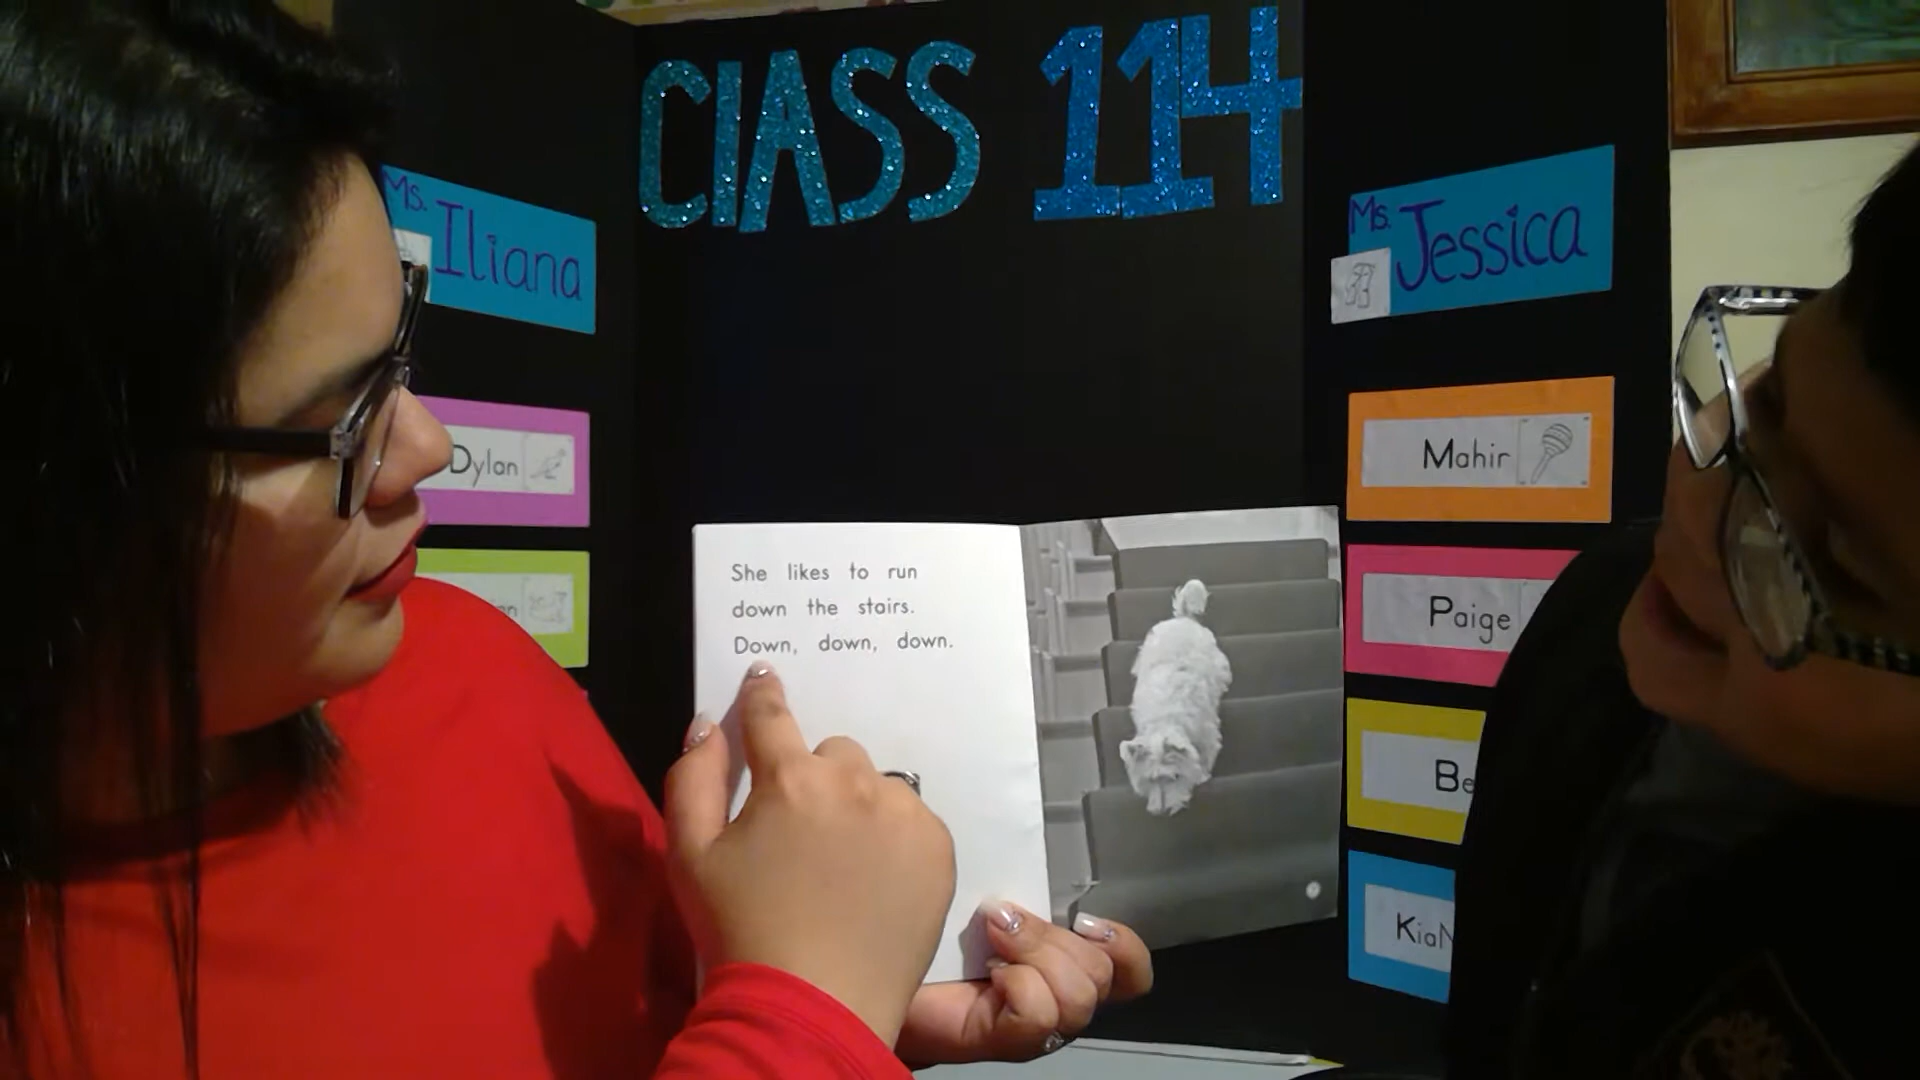 ClASS 114
Ms. Iliana
Dylan
Ms. Jessica
Mahir
Paige
She likes to run
down the stairs.
Down, down, down.